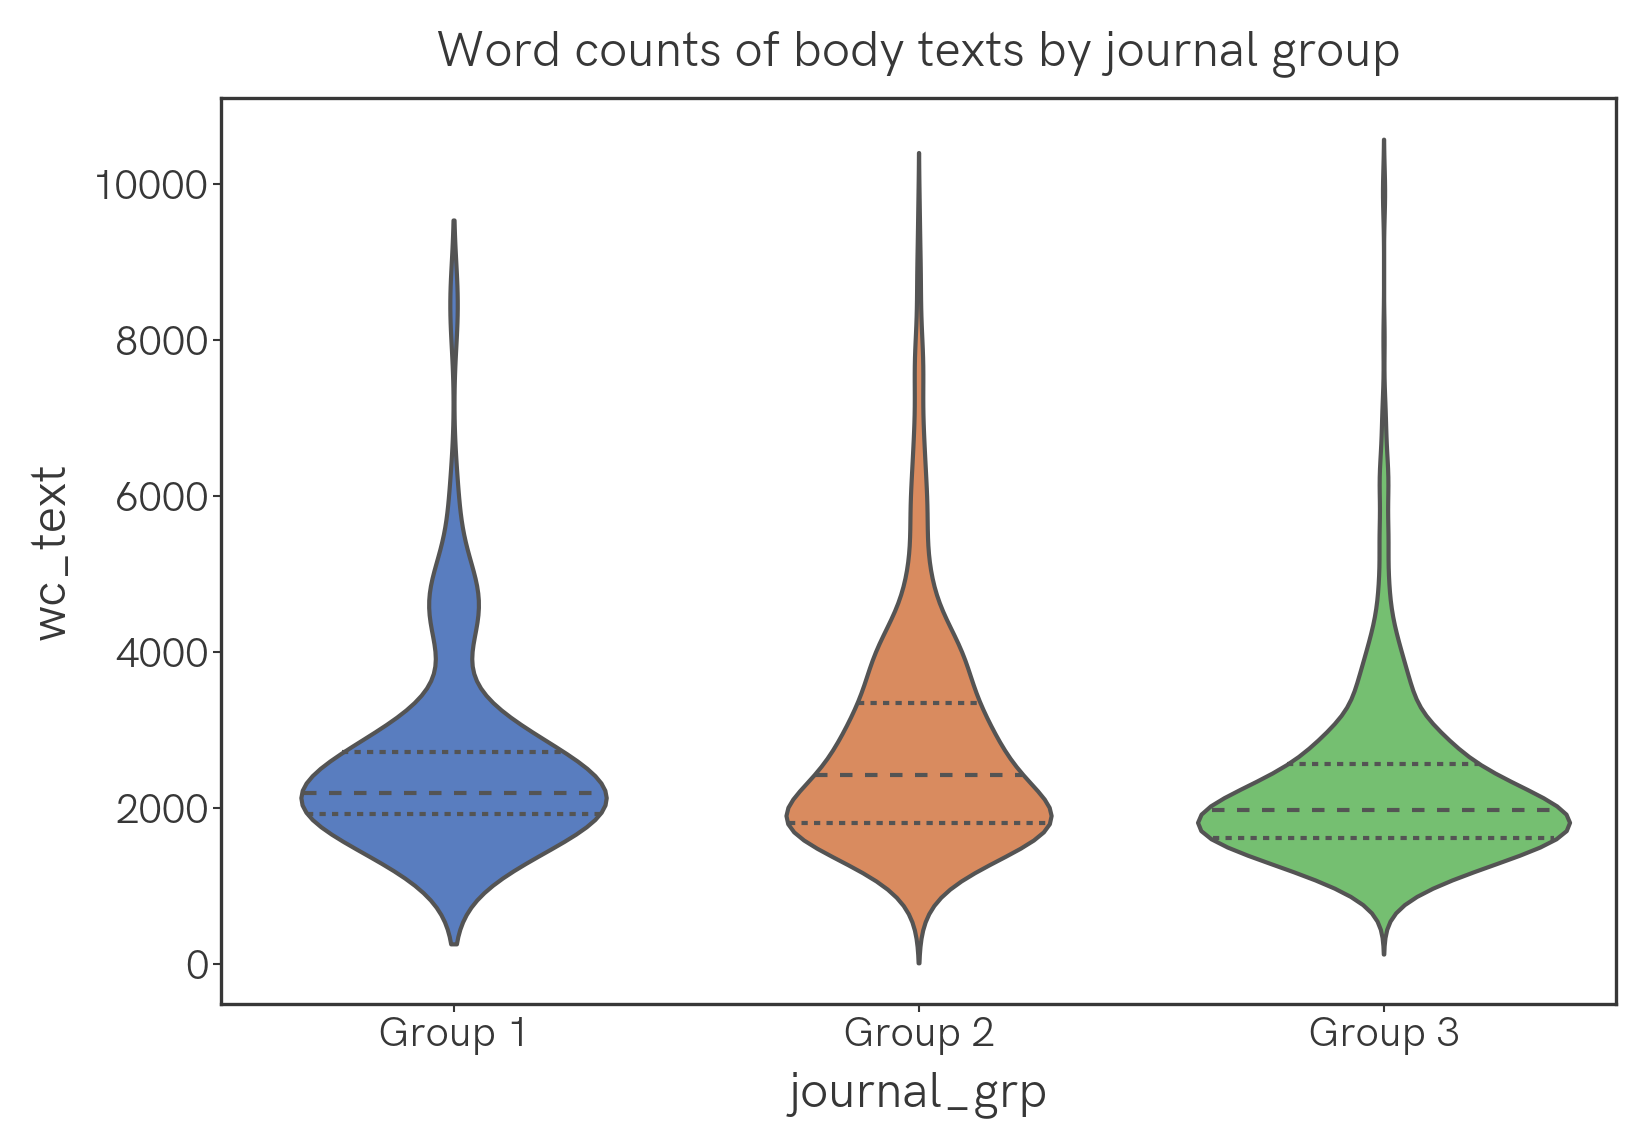 Word counts of body texts by journal group
10000
8000
6000
4000
2000
0
wc_text
Group 1
Group 2
Group 3
journal_grp